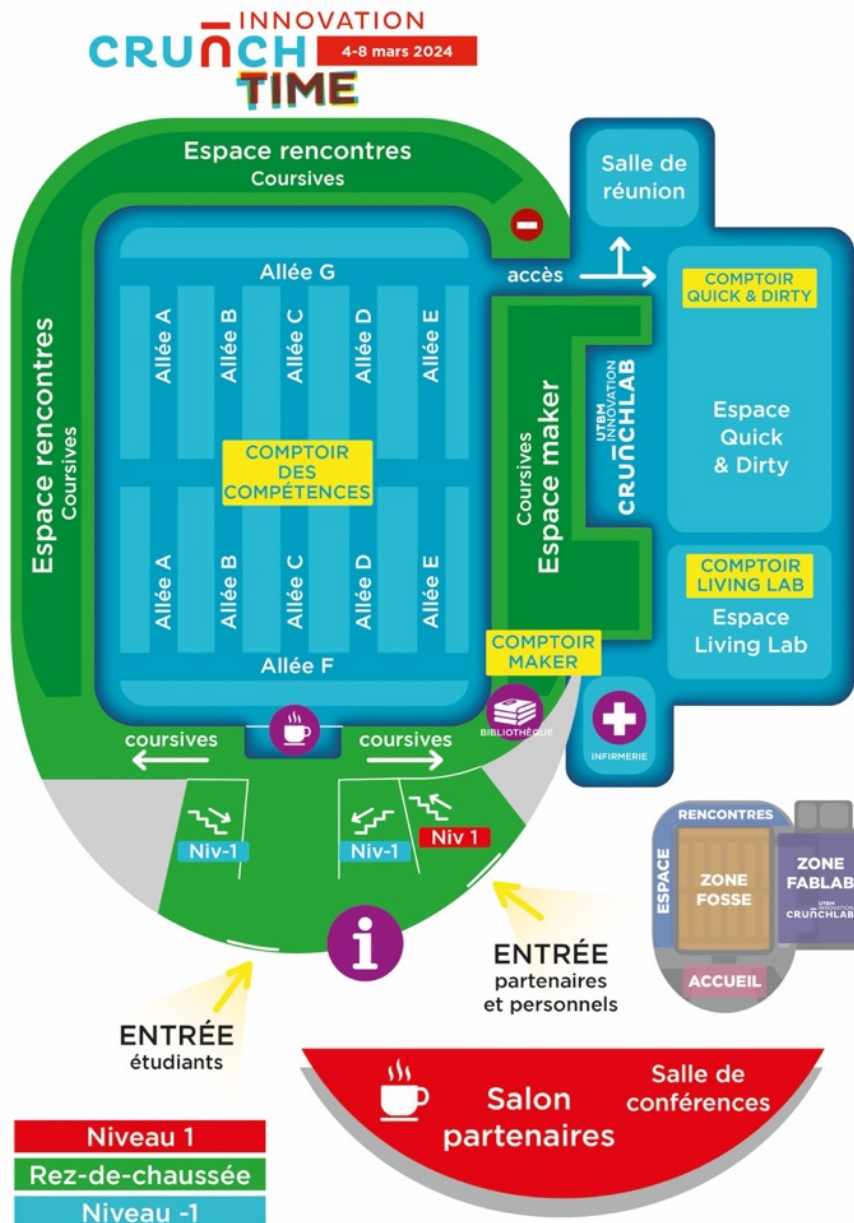 INNOVATION
CRUNCH
4-8 mars 2024
TIME
Espace rencontres
Coursives
Salle de
réunion
Allée G
accès
COMPTOIR
QUICK & DIRTY
Allée A
Allée B
Allée C
Allée D
Allée E
Espace rencontres
Coursives
COMPTOIR
DES
COMPÉTENCES
Coursives
Espace maker
UTBM
INNOVATION
CRUNCHLAB
Espace
Quick
& Dirty
Allée A
Allée B
Allée C
Allée D
Allée E
COMPTOIR
LIVING LAB
Espace
Living Lab
COMPTOIR
MAKER
Allée F
BIBLIOTHÈQUE
INFIRMERIE
coursives
coursives
Niv-1
Niv-1
Niv 1
RENCONTRES
ESPACE
ZONE
FOSSE
ZONE
FABLAB
UTBM
INNOVATION
CRUNCHLAB
ACCUEIL
i
ENTRÉE
partenaires
et personnels
ENTRÉE
étudiants
Salon
partenaires
Salle de
conférences
Niveau 1
Rez-de-chaussée
Niveau -1